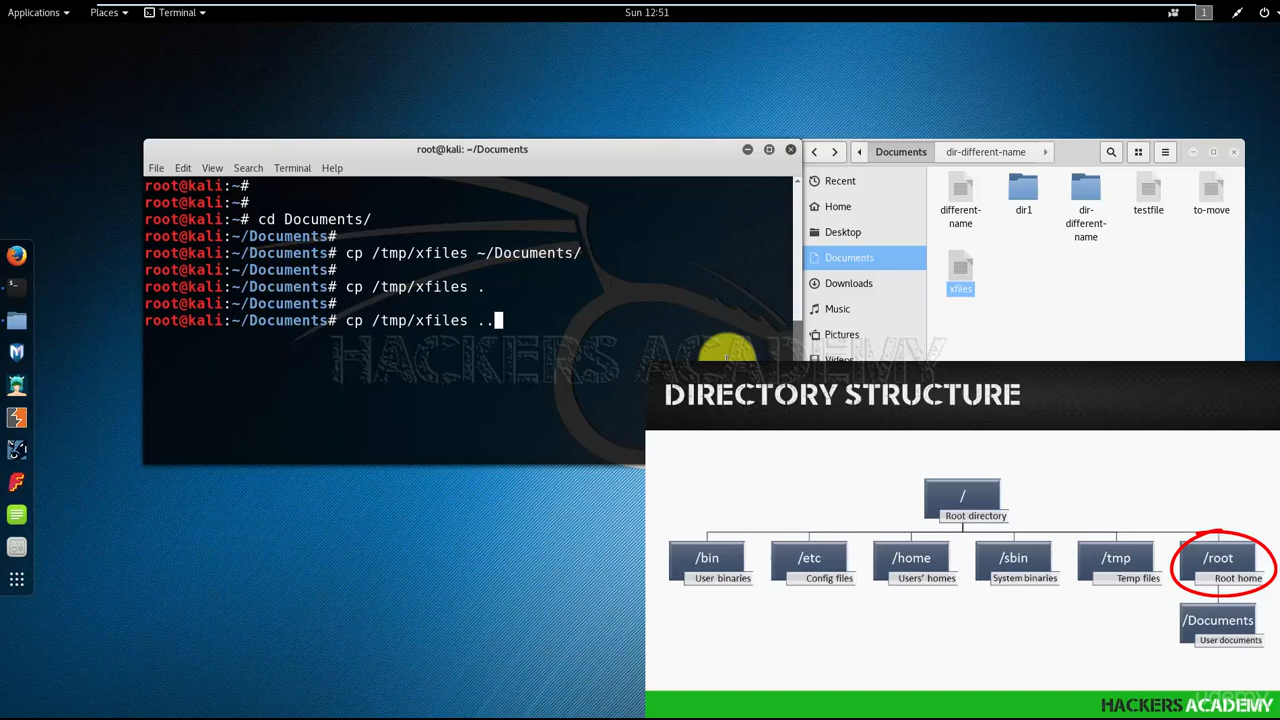 Applications
Places
Terminal
Sun 12:51
1
root@kali: ~/Documents
File Edit View Search Terminal Help
root@kali:~#
root@kali:~#
root@kali:~# cd Documents/
root@kali:~/Documents#
root@kali:~/Documents# cp /tmp/xfiles ~/Documents/
root@kali:~/Documents#
root@kali:~/Documents# cp /tmp/xfiles .
root@kali:~/Documents#
root@kali:~/Documents# cp /tmp/xfiles ..
Documents
dir-different-name
Recent
Home
Desktop
Documents
Downloads
Music
Pictures
Videos
different-
name
dir1
dir-
different-
name
testfile
to-move
xfiles
HACKERS ACADEMY
DIRECTORY STRUCTURE
/
Root directory
/bin
User binaries
/etc
Config files
/home
Users' homes
/sbin
System binaries
/tmp
Temp files
/root
Root home
/Documents
User documents
HACKERS ACADEMY
udemy